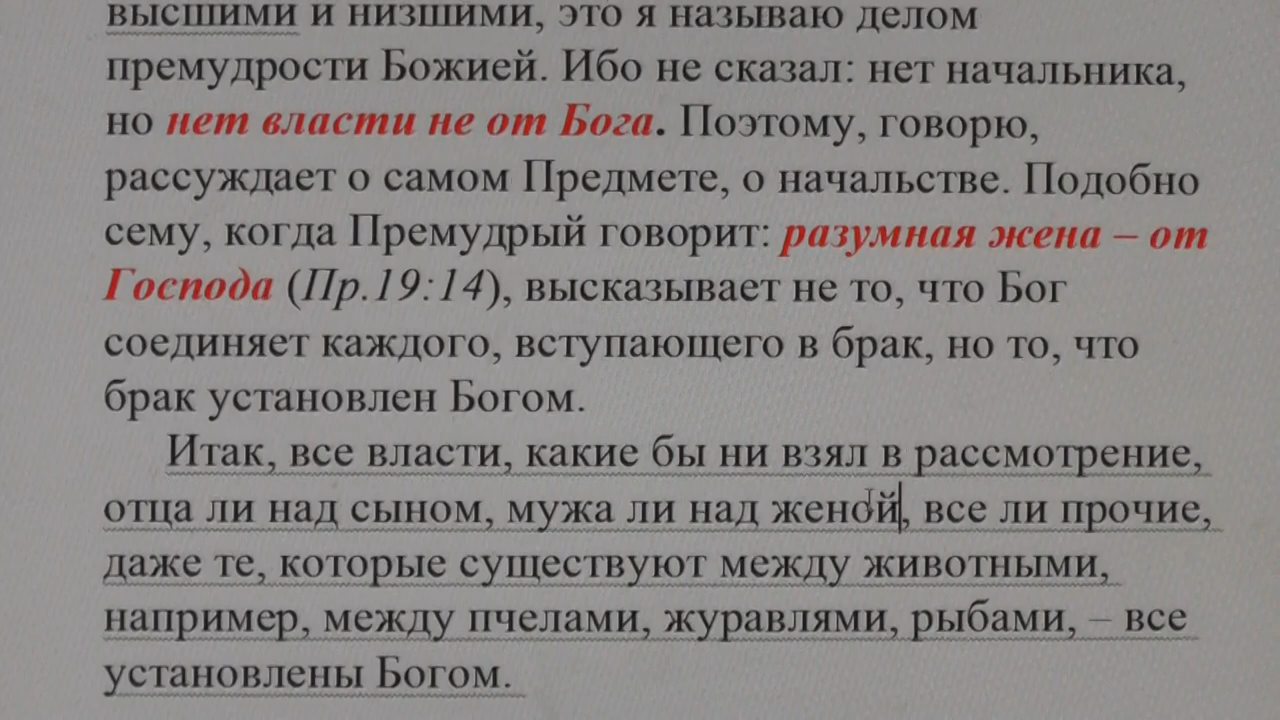 высшими и низшими, это я называю делом
премудрости Божией. Ибо не сказал: нет начальника,
но нет власти не от Бога. Поэтому, говорю,
рассуждает о самом Предмете, о начальстве. Подобно
сему, когда Премудрый говорит: разумная жена – от
Господа (Пр.19:14), высказывает не то, что Бог
соединяет каждого, вступающего в брак, но то, что
брак установлен Богом.
Итак, все власти, какие бы ни взял в рассмотрение,
отца ли над сыном, мужа ли над женой, все ли прочие,
даже те, которые существуют между животными,
например, между пчелами, журавлями, рыбами, – все
установлены Богом.